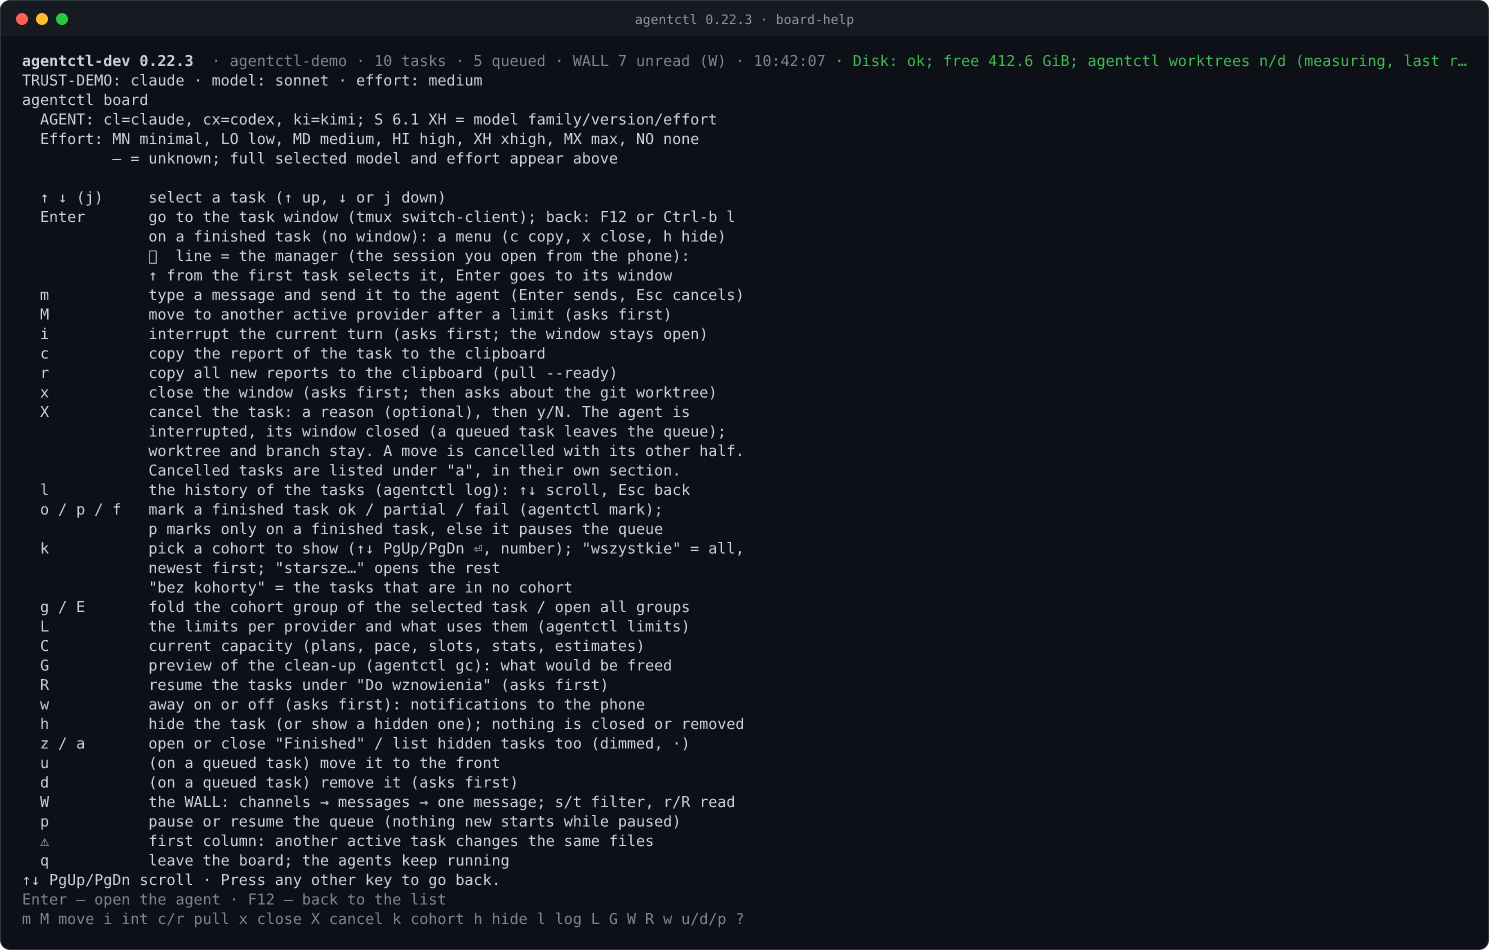 agentctl 0.22.3 · board-help
agentctl-dev 0.22.3  · agentctl-demo · 10 tasks · 5 queued · WALL 7 unread (W) · 10:42:07 · Disk: ok; free 412.6 GiB; agentctl worktrees n/d (measuring, last r…
TRUST-DEMO: claude · model: sonnet · effort: medium
agentctl board
  AGENT: cl=claude, cx=codex, ki=kimi; S 6.1 XH = model family/version/effort
  Effort: MN minimal, LO low, MD medium, HI high, XH xhigh, MX max, NO none
          — = unknown; full selected model and effort appear above

  ↑ ↓ (j)     select a task (↑ up, ↓ or j down)
  Enter       go to the task window (tmux switch-client); back: F12 or Ctrl-b l
              on a finished task (no window): a menu (c copy, x close, h hide)
              line = the manager (the session you open from the phone):
              ↑ from the first task selects it, Enter goes to its window
  m           type a message and send it to the agent (Enter sends, Esc cancels)
  M           move to another active provider after a limit (asks first)
  i           interrupt the current turn (asks first; the window stays open)
  c           copy the report of the task to the clipboard
  r           copy all new reports to the clipboard (pull --ready)
  x           close the window (asks first; then asks about the git worktree)
  X           cancel the task: a reason (optional), then y/N. The agent is
              interrupted, its window closed (a queued task leaves the queue);
              worktree and branch stay. A move is cancelled with its other half.
              Cancelled tasks are listed under "a", in their own section.
  l           the history of the tasks (agentctl log): ↑↓ scroll, Esc back
  o / p / f   mark a finished task ok / partial / fail (agentctl mark);
              p marks only on a finished task, else it pauses the queue
  k           pick a cohort to show (↑↓ PgUp/PgDn ⏎, number); "wszystkie" = all,
              newest first; "starsze…" opens the rest
              "bez kohorty" = the tasks that are in no cohort
  g / E       fold the cohort group of the selected task / open all groups
  L           the limits per provider and what uses them (agentctl limits)
  C           current capacity (plans, pace, slots, stats, estimates)
  G           preview of the clean-up (agentctl gc): what would be freed
  R           resume the tasks under "Do wznowienia" (asks first)
  w           away on or off (asks first): notifications to the phone
  h           hide the task (or show a hidden one); nothing is closed or removed
  z / a       open or close "Finished" / list hidden tasks too (dimmed, ·)
  u           (on a queued task) move it to the front
  d           (on a queued task) remove it (asks first)
  W           the WALL: channels → messages → one message; s/t filter, r/R read
  p           pause or resume the queue (nothing new starts while paused)
  ⚠           first column: another active task changes the same files
  q           leave the board; the agents keep running
↑↓ PgUp/PgDn scroll · Press any other key to go back.
Enter — open the agent · F12 — back to the list
m M move i int c/r pull x close X cancel k cohort h hide l log L G W R w u/d/p ?